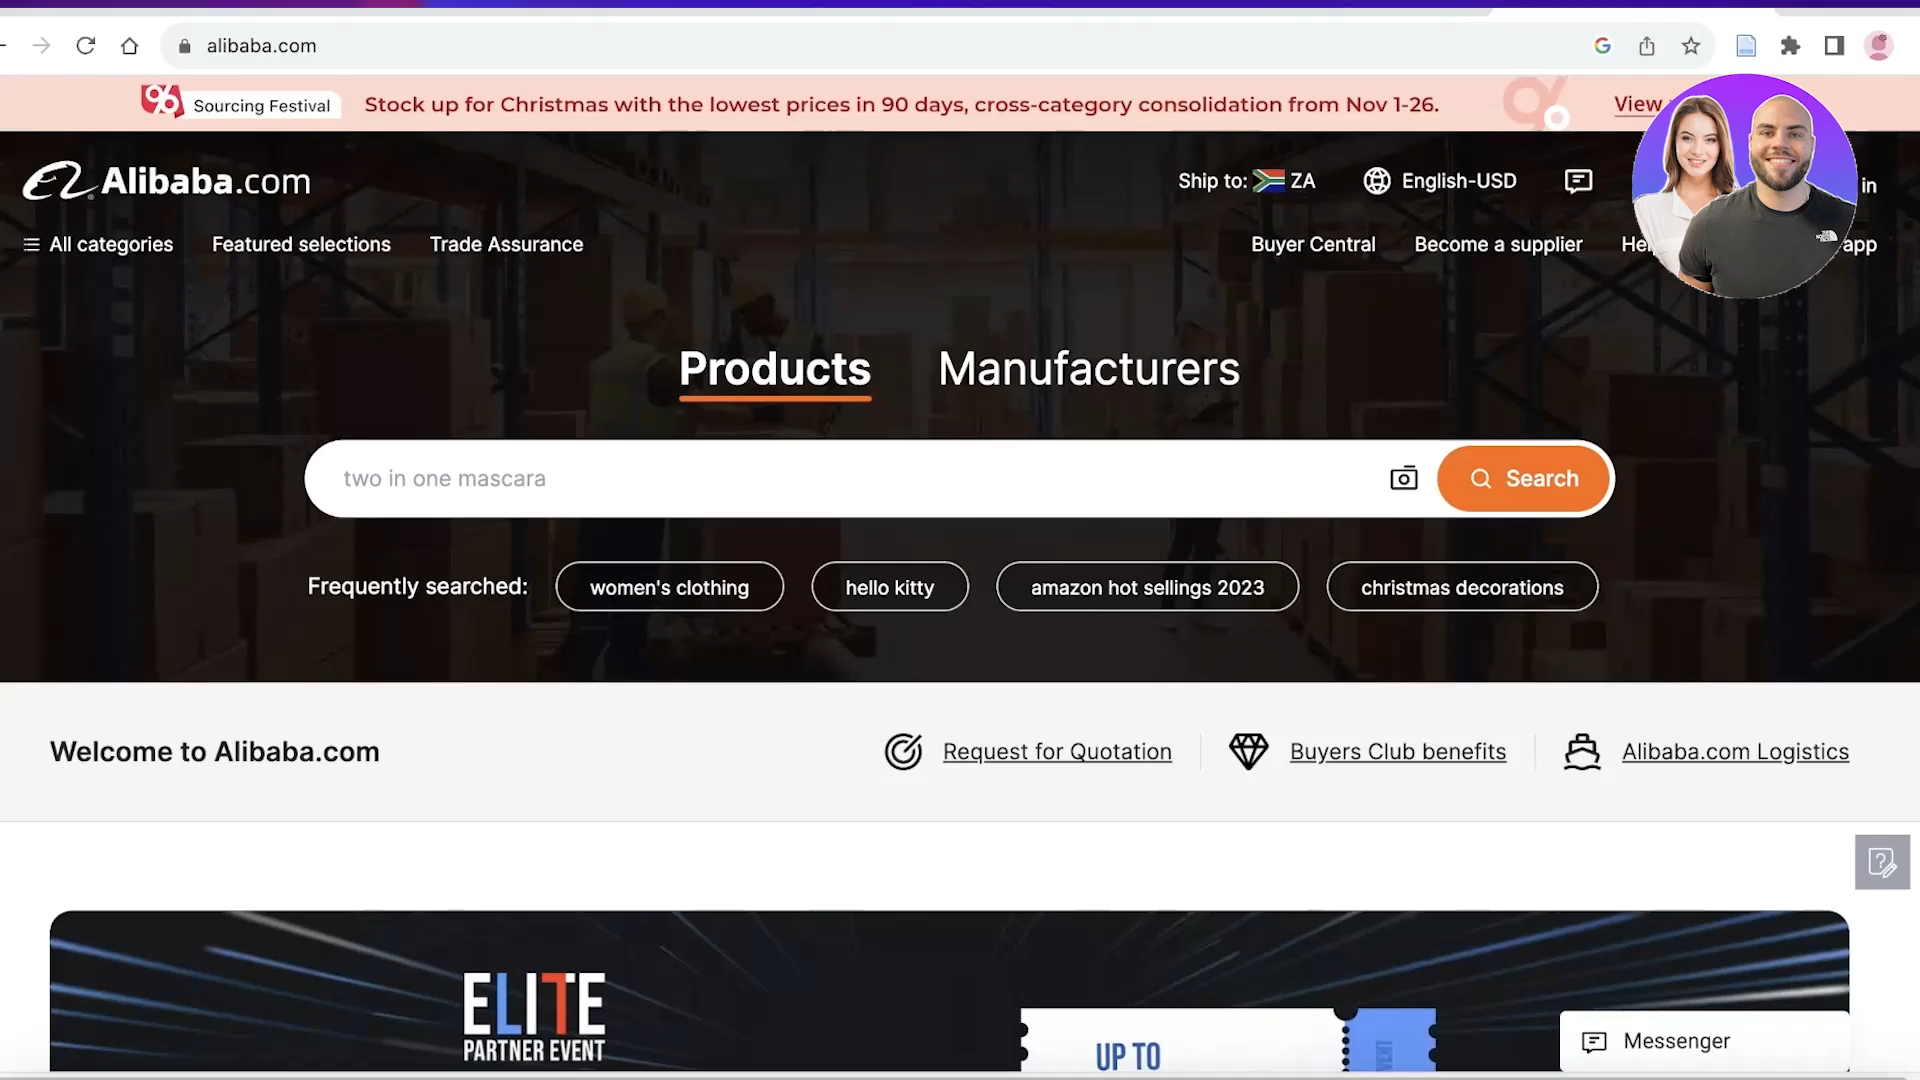 alibaba.com
Sourcing Festival
Stock up for Christmas with the lowest prices in 90 days, cross-category consolidation from Nov 1-26.
View
Alibaba.com
Ship to: ZA
English-USD
in
All categories
Featured selections
Trade Assurance
Buyer Central
Become a supplier
app
THE NORTH FACE
Products
Manufacturers
two in one mascara
Search
Frequently searched:
women's clothing
hello kitty
amazon hot sellings 2023
christmas decorations
Welcome to Alibaba.com
Request for Quotation
Buyers Club benefits
Alibaba.com Logistics
ELITE
PARTNER EVENT
UP TO
Messenger